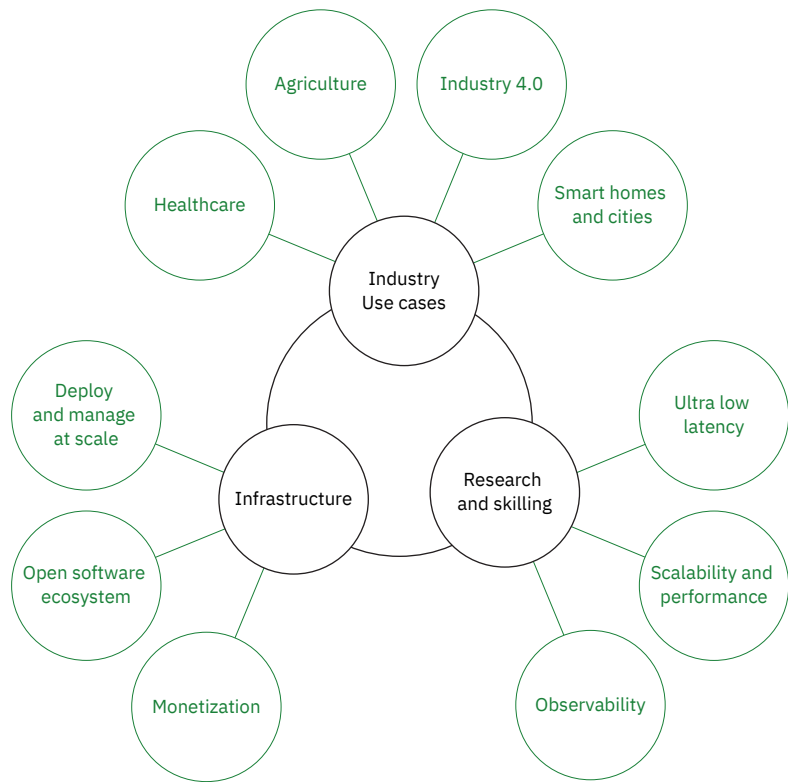 Agriculture
Industry 4.0
Healthcare
Smart homes
and cities
Industry
Use cases
Deploy
and manage
at scale
Ultra low
latency
Infrastructure
Research
and skilling
Open software
ecosystem
Scalability and
performance
Monetization
Observability